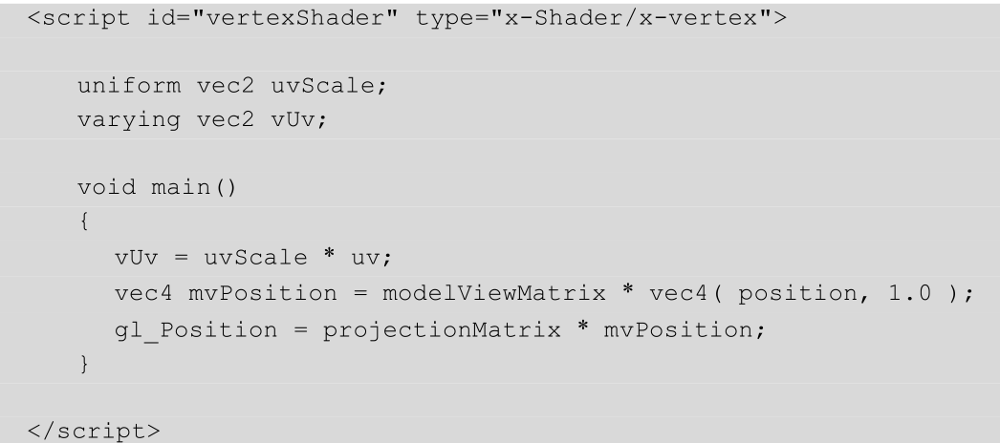 <script id="vertexShader" type="x-Shader/x-vertex">
uniform vec2 uvScale;
varying vec2 vUv;
void main()
{
vUv = uvScale * uv;
vec4 mvPosition = modelViewMatrix * vec4( position, 1.0 );
gl_Position = projectionMatrix * mvPosition;
}
</script>